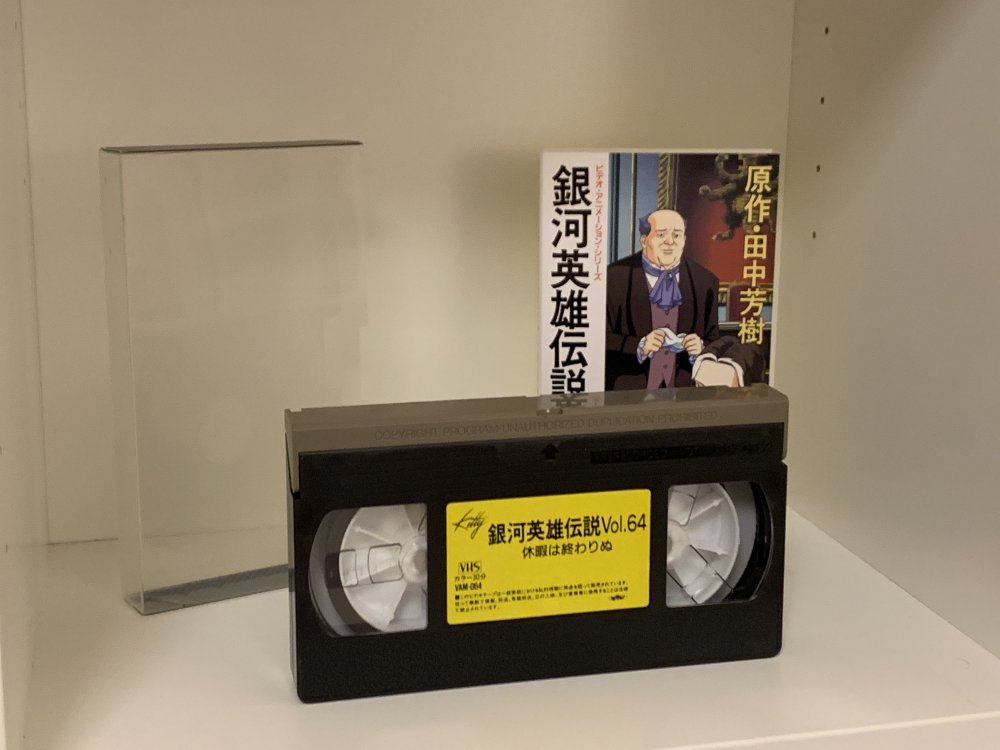 ビデオ・アニメーション・シリーズ
銀河英雄伝説
原作・田中芳樹
COPYRIGHT PROGRAM-UNAUTHORIZED DUPLICATION PROHIBITED
Kitty
銀河英雄伝説Vol.64
休暇は終わりぬ
VHS
カラー30分
VAM-064